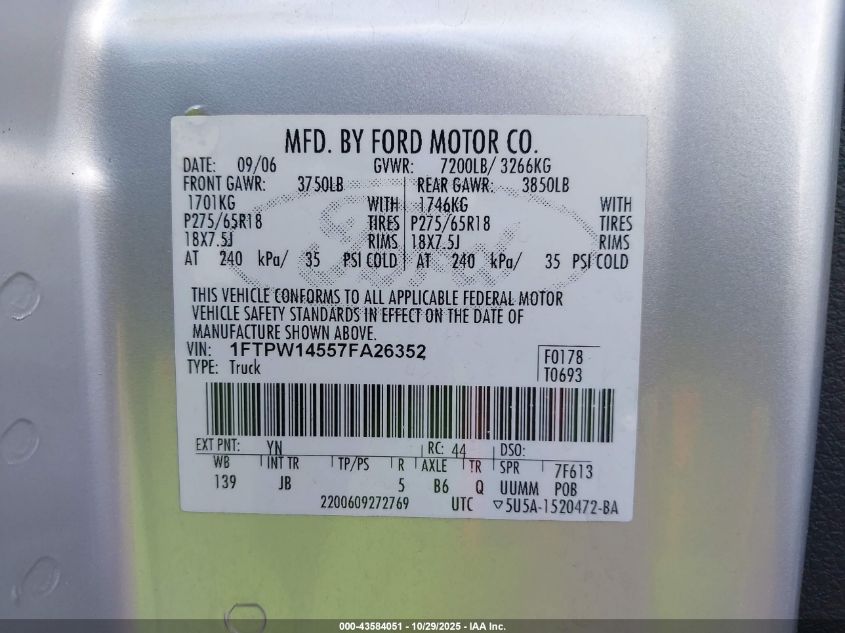 MFD. BY FORD MOTOR CO.
DATE: 09/06 GVWR: 7200LB/ 3266KG
FRONT GAWR: 3750LB REAR GAWR: 3850LB
1701KG WITH 1746KG WITH
P275/65R18 TIRES P275/65R18 TIRES
18X7.5J RIMS 18X7.5J RIMS
AT 240 kPa/ 35 PSI COLD AT 240 kPa/ 35 PSI COLD
THIS VEHICLE CONFORMS TO ALL APPLICABLE FEDERAL MOTOR
VEHICLE SAFETY STANDARDS IN EFFECT ON THE DATE OF
MANUFACTURE SHOWN ABOVE.
VIN: 1FTPW14557FA26352 F0178
TYPE: Truck T0693
EXT PNT: YN RC: 44 DSO:
WB INT TR TP/PS R AXLE TR SPR 7F613
139 JB 5 B6 Q UUMM POB
2200609272769 UTC ▽5U5A-1520472-BA
000-43584051 - 10/29/2025 - IAA Inc.